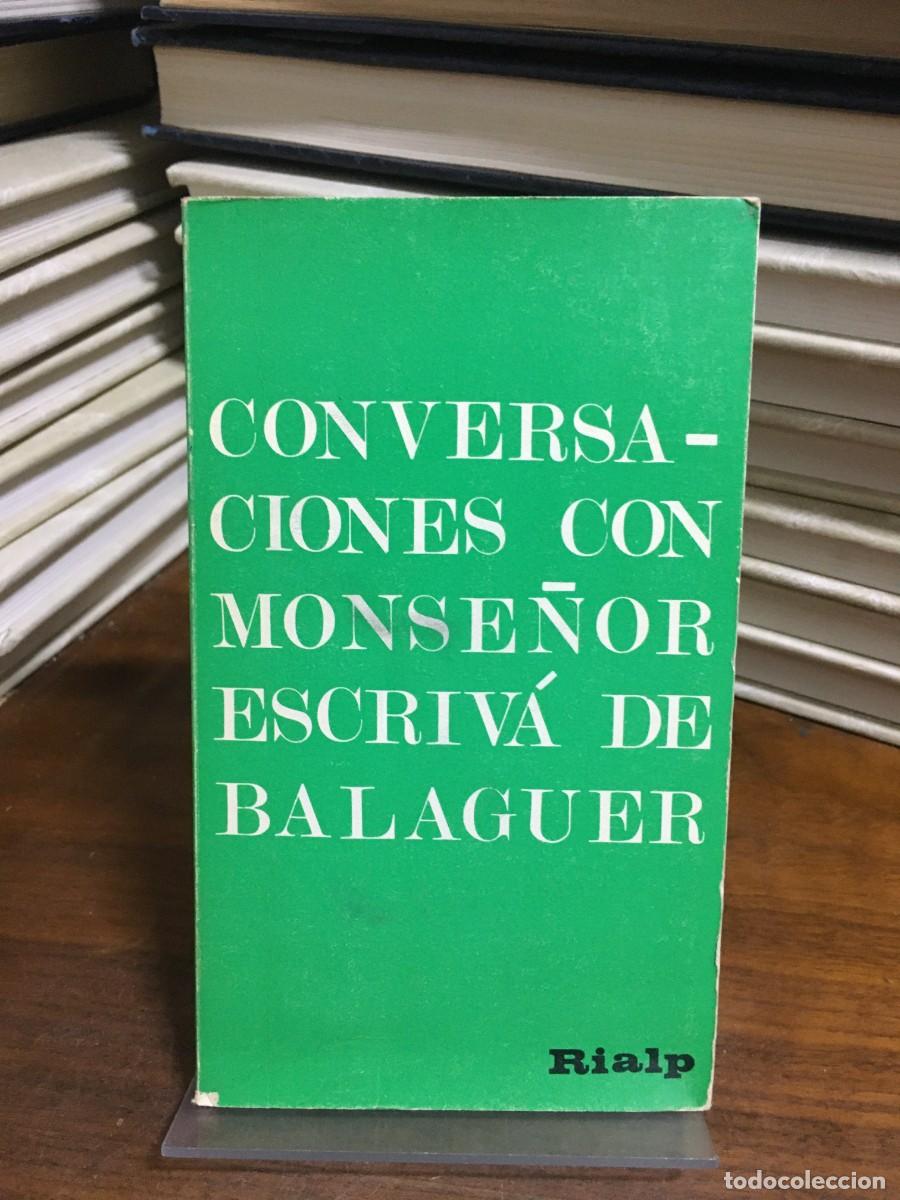 CONVERSA-
CIONES CON
MONSEÑOR
ESCRIVÁ DE
BALAGUER
Rialp
todocoleccion